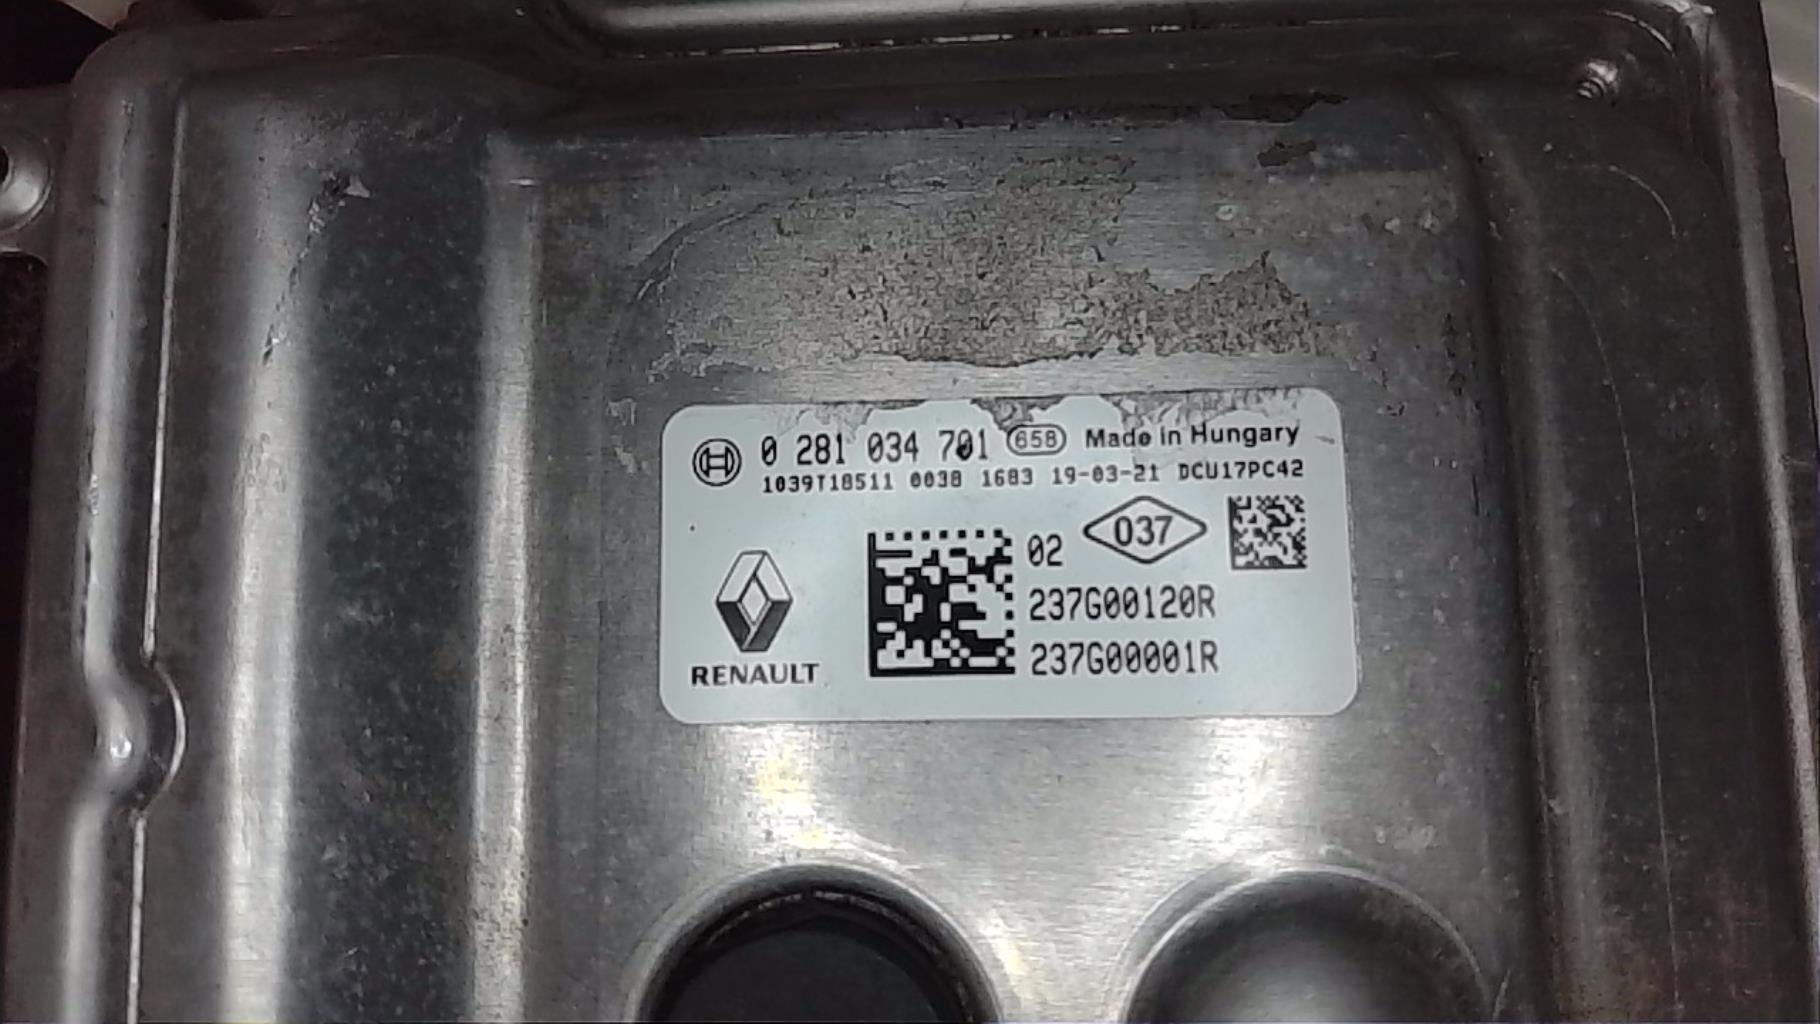 0 281 034 701 658 Made in Hungary
1039T18511 0038 1683 19-03-21 DCU17PC42
02 037
237G00120R
237G00001R
RENAULT